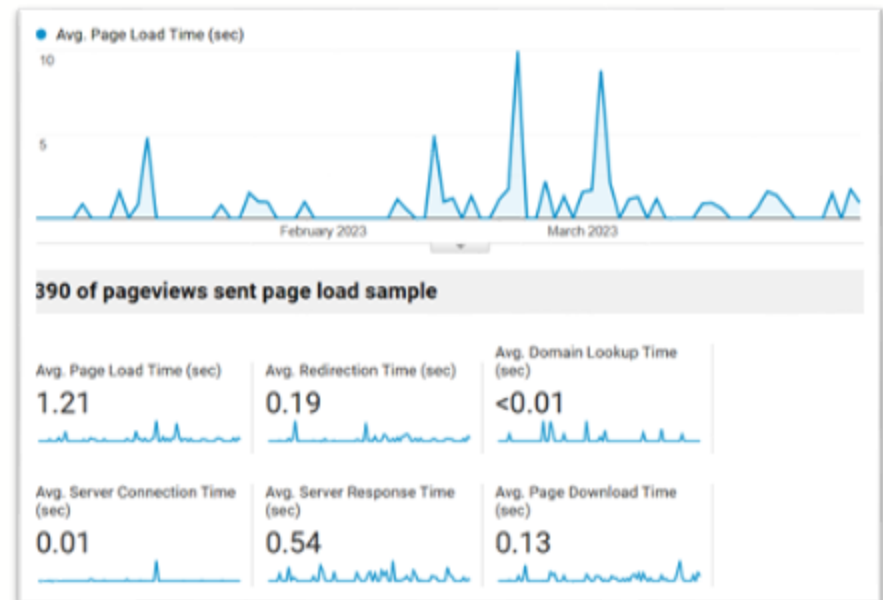 Avg. Page Load Time (sec)
10
5
February 2023
March 2023
390 of pageviews sent page load sample
Avg. Page Load Time (sec)
1.21
Avg. Redirection Time (sec)
0.19
Avg. Domain Lookup Time
(sec)
<0.01
Avg. Server Connection Time
(sec)
0.01
Avg. Server Response Time
(sec)
0.54
Avg. Page Download Time
(sec)
0.13